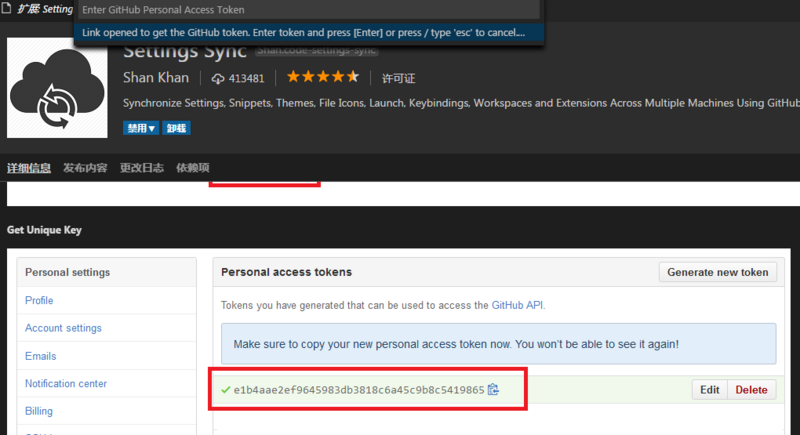 扩展: Setting
Enter GitHub Personal Access Token
Link opened to get the GitHub token. Enter token and press [Enter] or press / type 'esc' to cancel....
Settings Sync Shan.code-settings-sync
Shan Khan 413481 许可证
Synchronize Settings, Snippets, Themes, File Icons, Launch, Keybindings, Workspaces and Extensions Across Multiple Machines Using GitHub
禁用 卸载
详细信息 发布内容 更改日志 依赖项
Get Unique Key
Personal settings
Profile
Account settings
Emails
Notification center
Billing
Personal access tokens Generate new token
Tokens you have generated that can be used to access the GitHub API.
Make sure to copy your new personal access token now. You won't be able to see it again!
e1b4aae2ef9645983db3818c6a45c9b8c5419865 Edit Delete